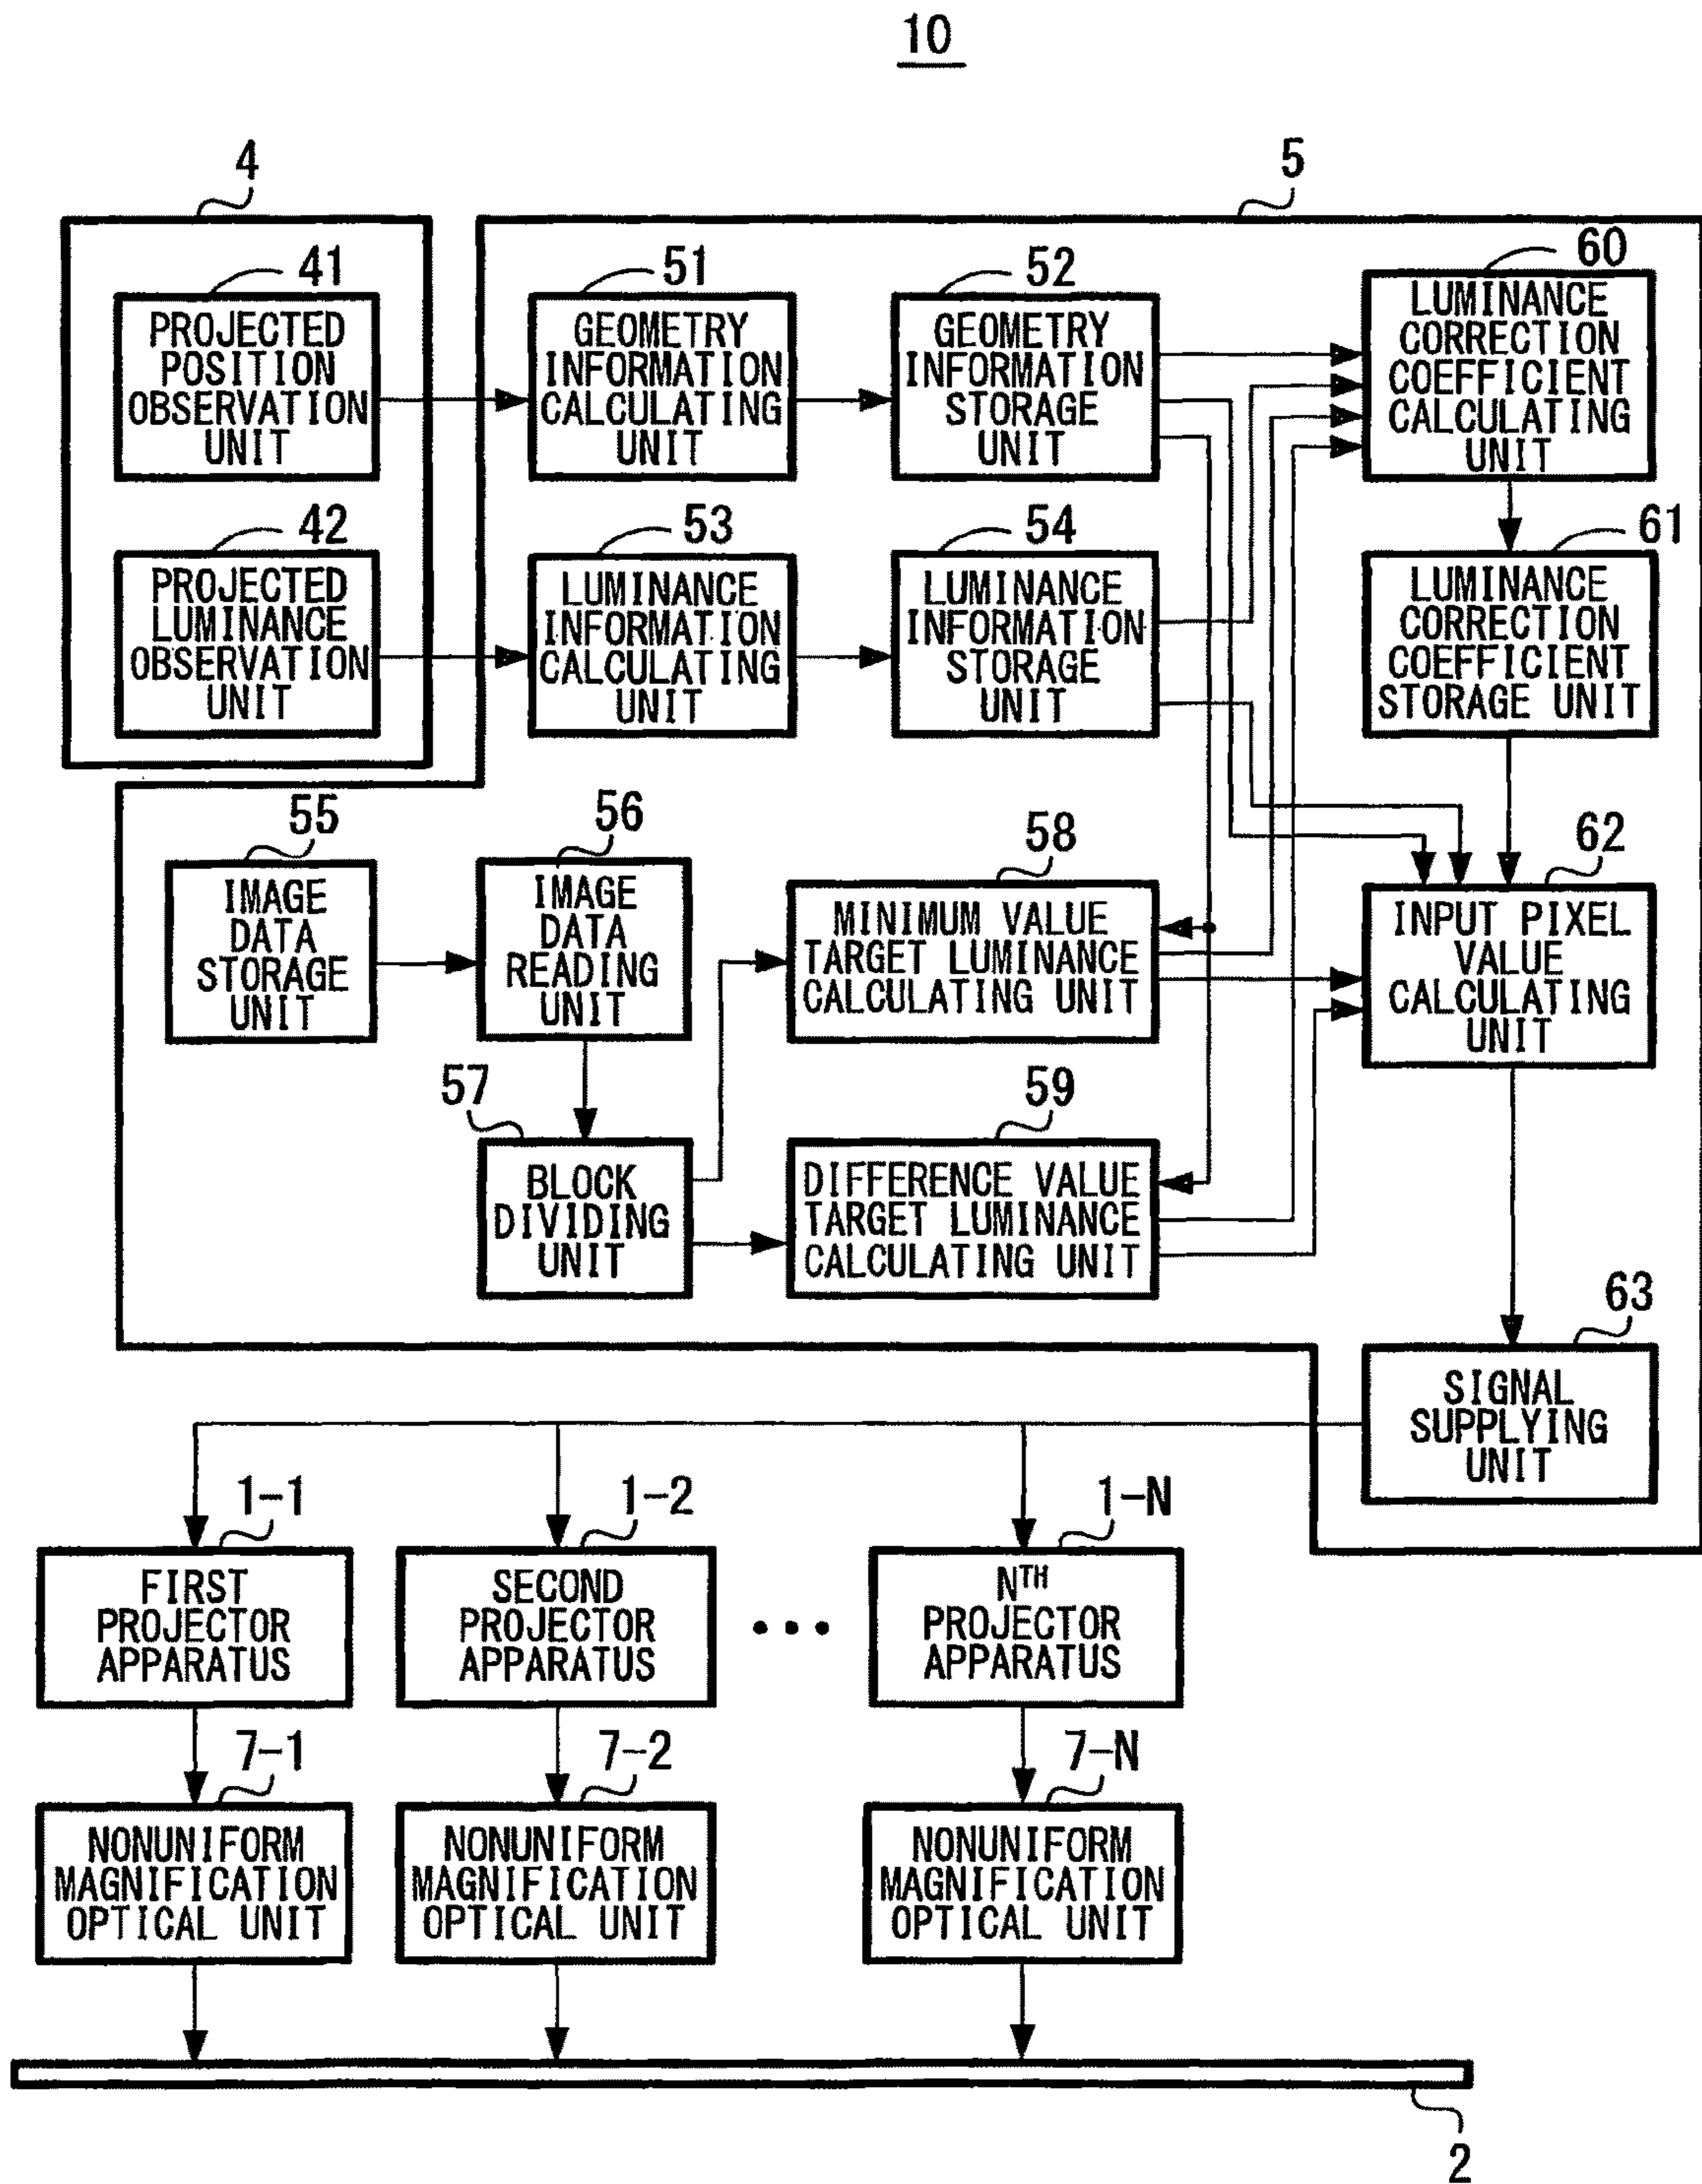 10
4
5
41
PROJECTED
POSITION
OBSERVATION
UNIT
51
GEOMETRY
INFORMATION
CALCULATING
UNIT
52
GEOMETRY
INFORMATION
STORAGE
UNIT
60
LUMINANCE
CORRECTION
COEFFICIENT
CALCULATING
UNIT
42
PROJECTED
LUMINANCE
OBSERVATION
UNIT
53
LUMINANCE
INFORMATION
CALCULATING
UNIT
54
LUMINANCE
INFORMATION
STORAGE
UNIT
61
LUMINANCE
CORRECTION
COEFFICIENT
STORAGE UNIT
55
IMAGE
DATA
STORAGE
UNIT
56
IMAGE
DATA
READING
UNIT
58
MINIMUM VALUE
TARGET LUMINANCE
CALCULATING UNIT
62
INPUT PIXEL
VALUE
CALCULATING
UNIT
57
BLOCK
DIVIDING
UNIT
59
DIFFERENCE VALUE
TARGET LUMINANCE
CALCULATING UNIT
63
SIGNAL
SUPPLYING
UNIT
1-1
FIRST
PROJECTOR
APPARATUS
1-2
SECOND
PROJECTOR
APPARATUS
•••
1-N
NTH
PROJECTOR
APPARATUS
7-1
NONUNIFORM
MAGNIFICATION
OPTICAL UNIT
7-2
NONUNIFORM
MAGNIFICATION
OPTICAL UNIT
7-N
NONUNIFORM
MAGNIFICATION
OPTICAL UNIT
2